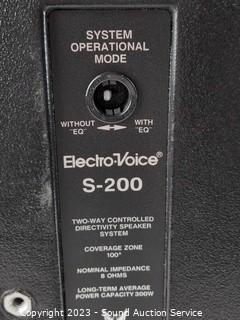 SYSTEM
OPERATIONAL
MODE
WITHOUT WITH
"EQ" "EQ"
Electro-Voice®
S-200
TWO-WAY CONTROLLED
DIRECTIVITY SPEAKER
SYSTEM
COVERAGE ZONE
100°
NOMINAL IMPEDANCE
8 OHMS
LONG-TERM AVERAGE
POWER CAPACITY 300W
Copyright 2023 - Sound Auction Service